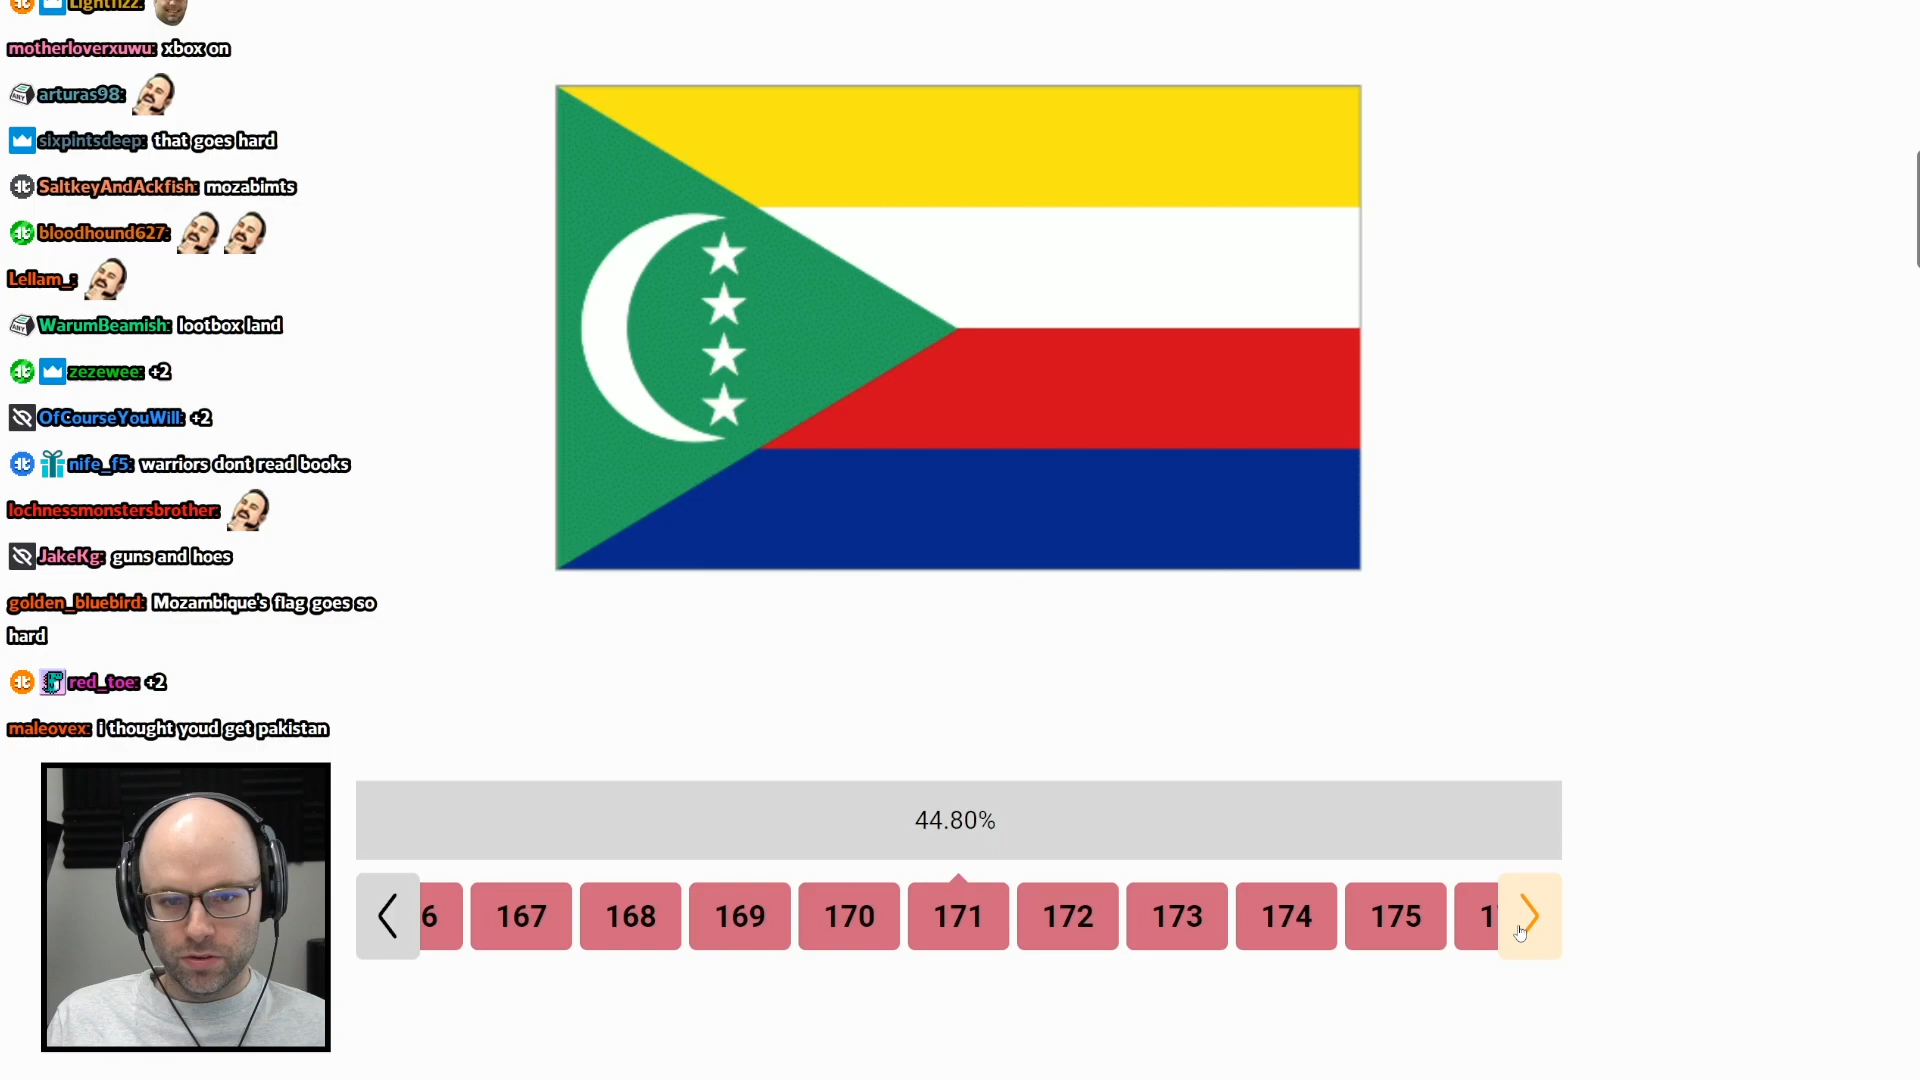 Lightfizz:
motherloverxuwu: xbox on
arturas98:
sixpintsdeep: that goes hard
SaltkeyAndAckfish: mozabimts
bloodhound627:
Lellam_:
WarumBeamish: lootbox land
zezewee: +2
OfCourseYouWill: +2
nife_f5: warriors dont read books
lochnessmonstersbrother:
JakeKg: guns and hoes
golden_bluebird: Mozambique's flag goes so
hard
red_toe: +2
maleovex: i thought youd get pakistan
44.80%
6 167 168 169 170 171 172 173 174 175 1